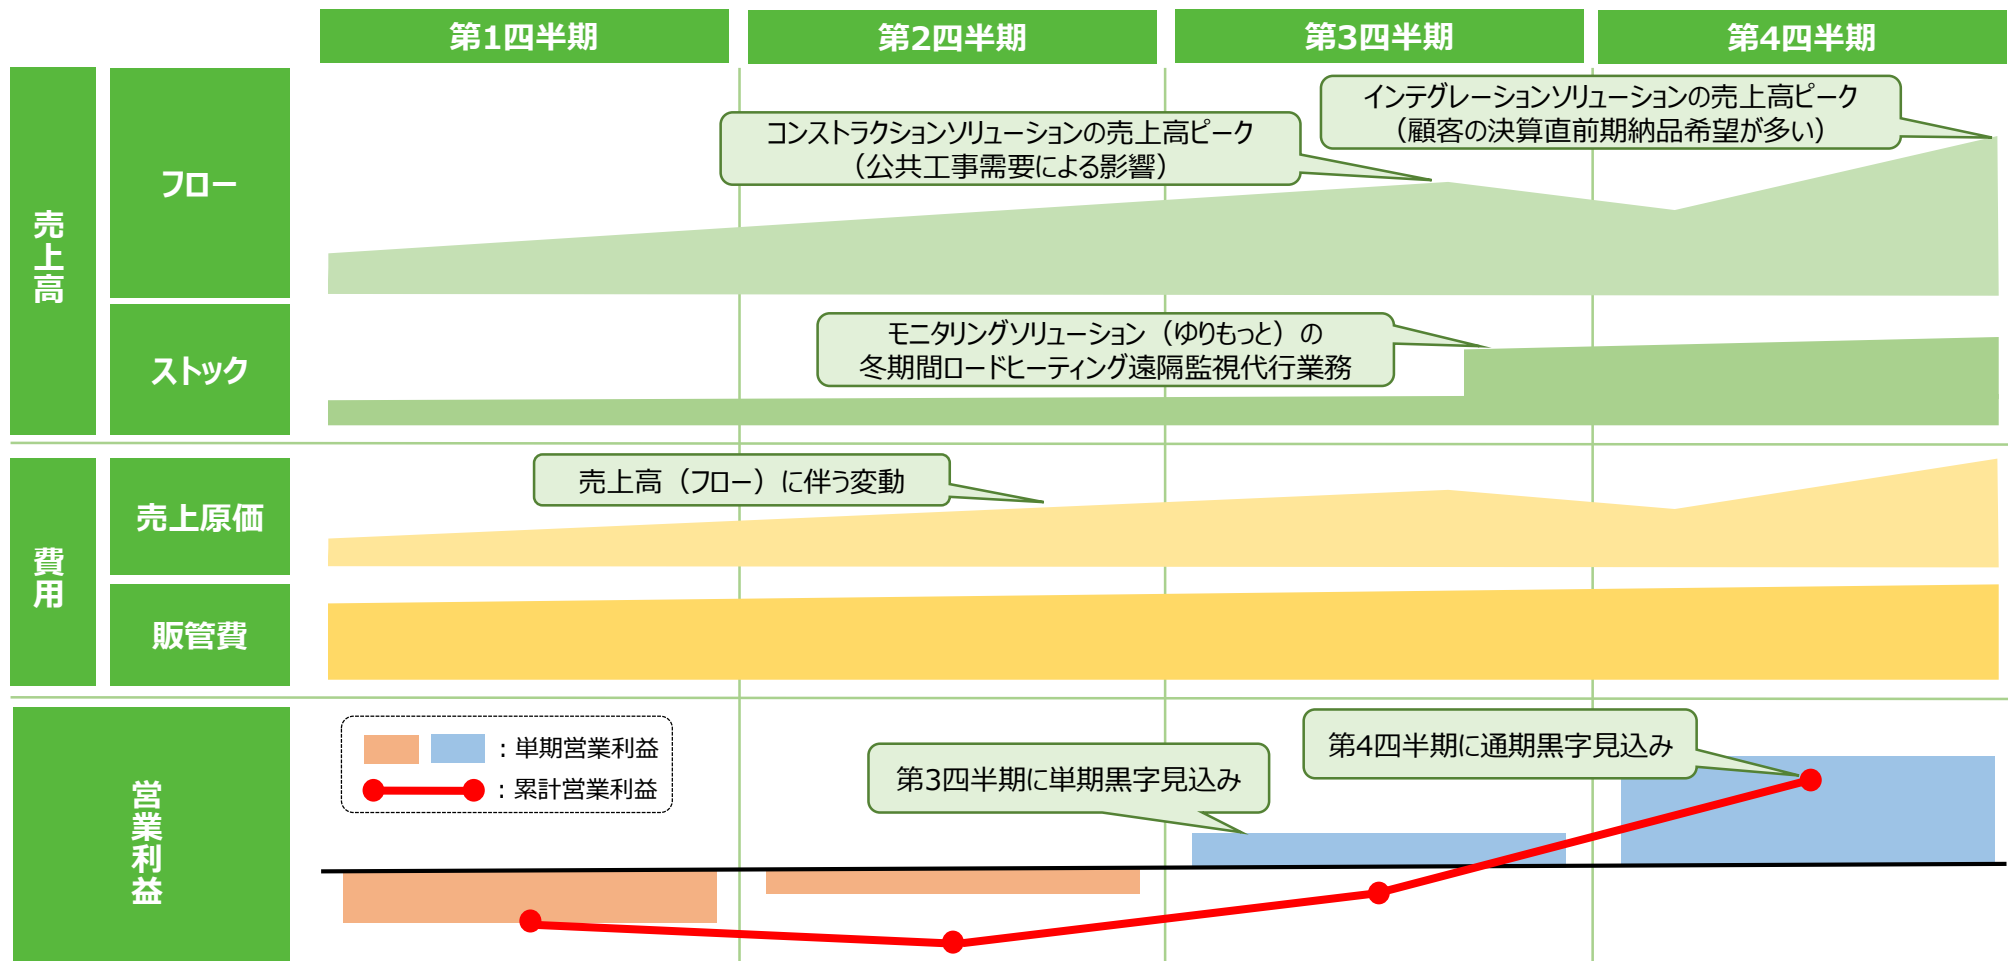 第1四半期
第2四半期
第3四半期
第4四半期
売上高
フロー
コンストラクションソリューションの売上高ピーク
（公共工事需要による影響）
インテグレーションソリューションの売上高ピーク
（顧客の決算直前期納品希望が多い）
ストック
モニタリングソリューション（ゆりもっと）の
冬期間ロードヒーティング遠隔監視代行業務
費用
売上原価
売上高（フロー）に伴う変動
販管費
営業利益
：単期営業利益
：累計営業利益
第3四半期に単期黒字見込み
第4四半期に通期黒字見込み